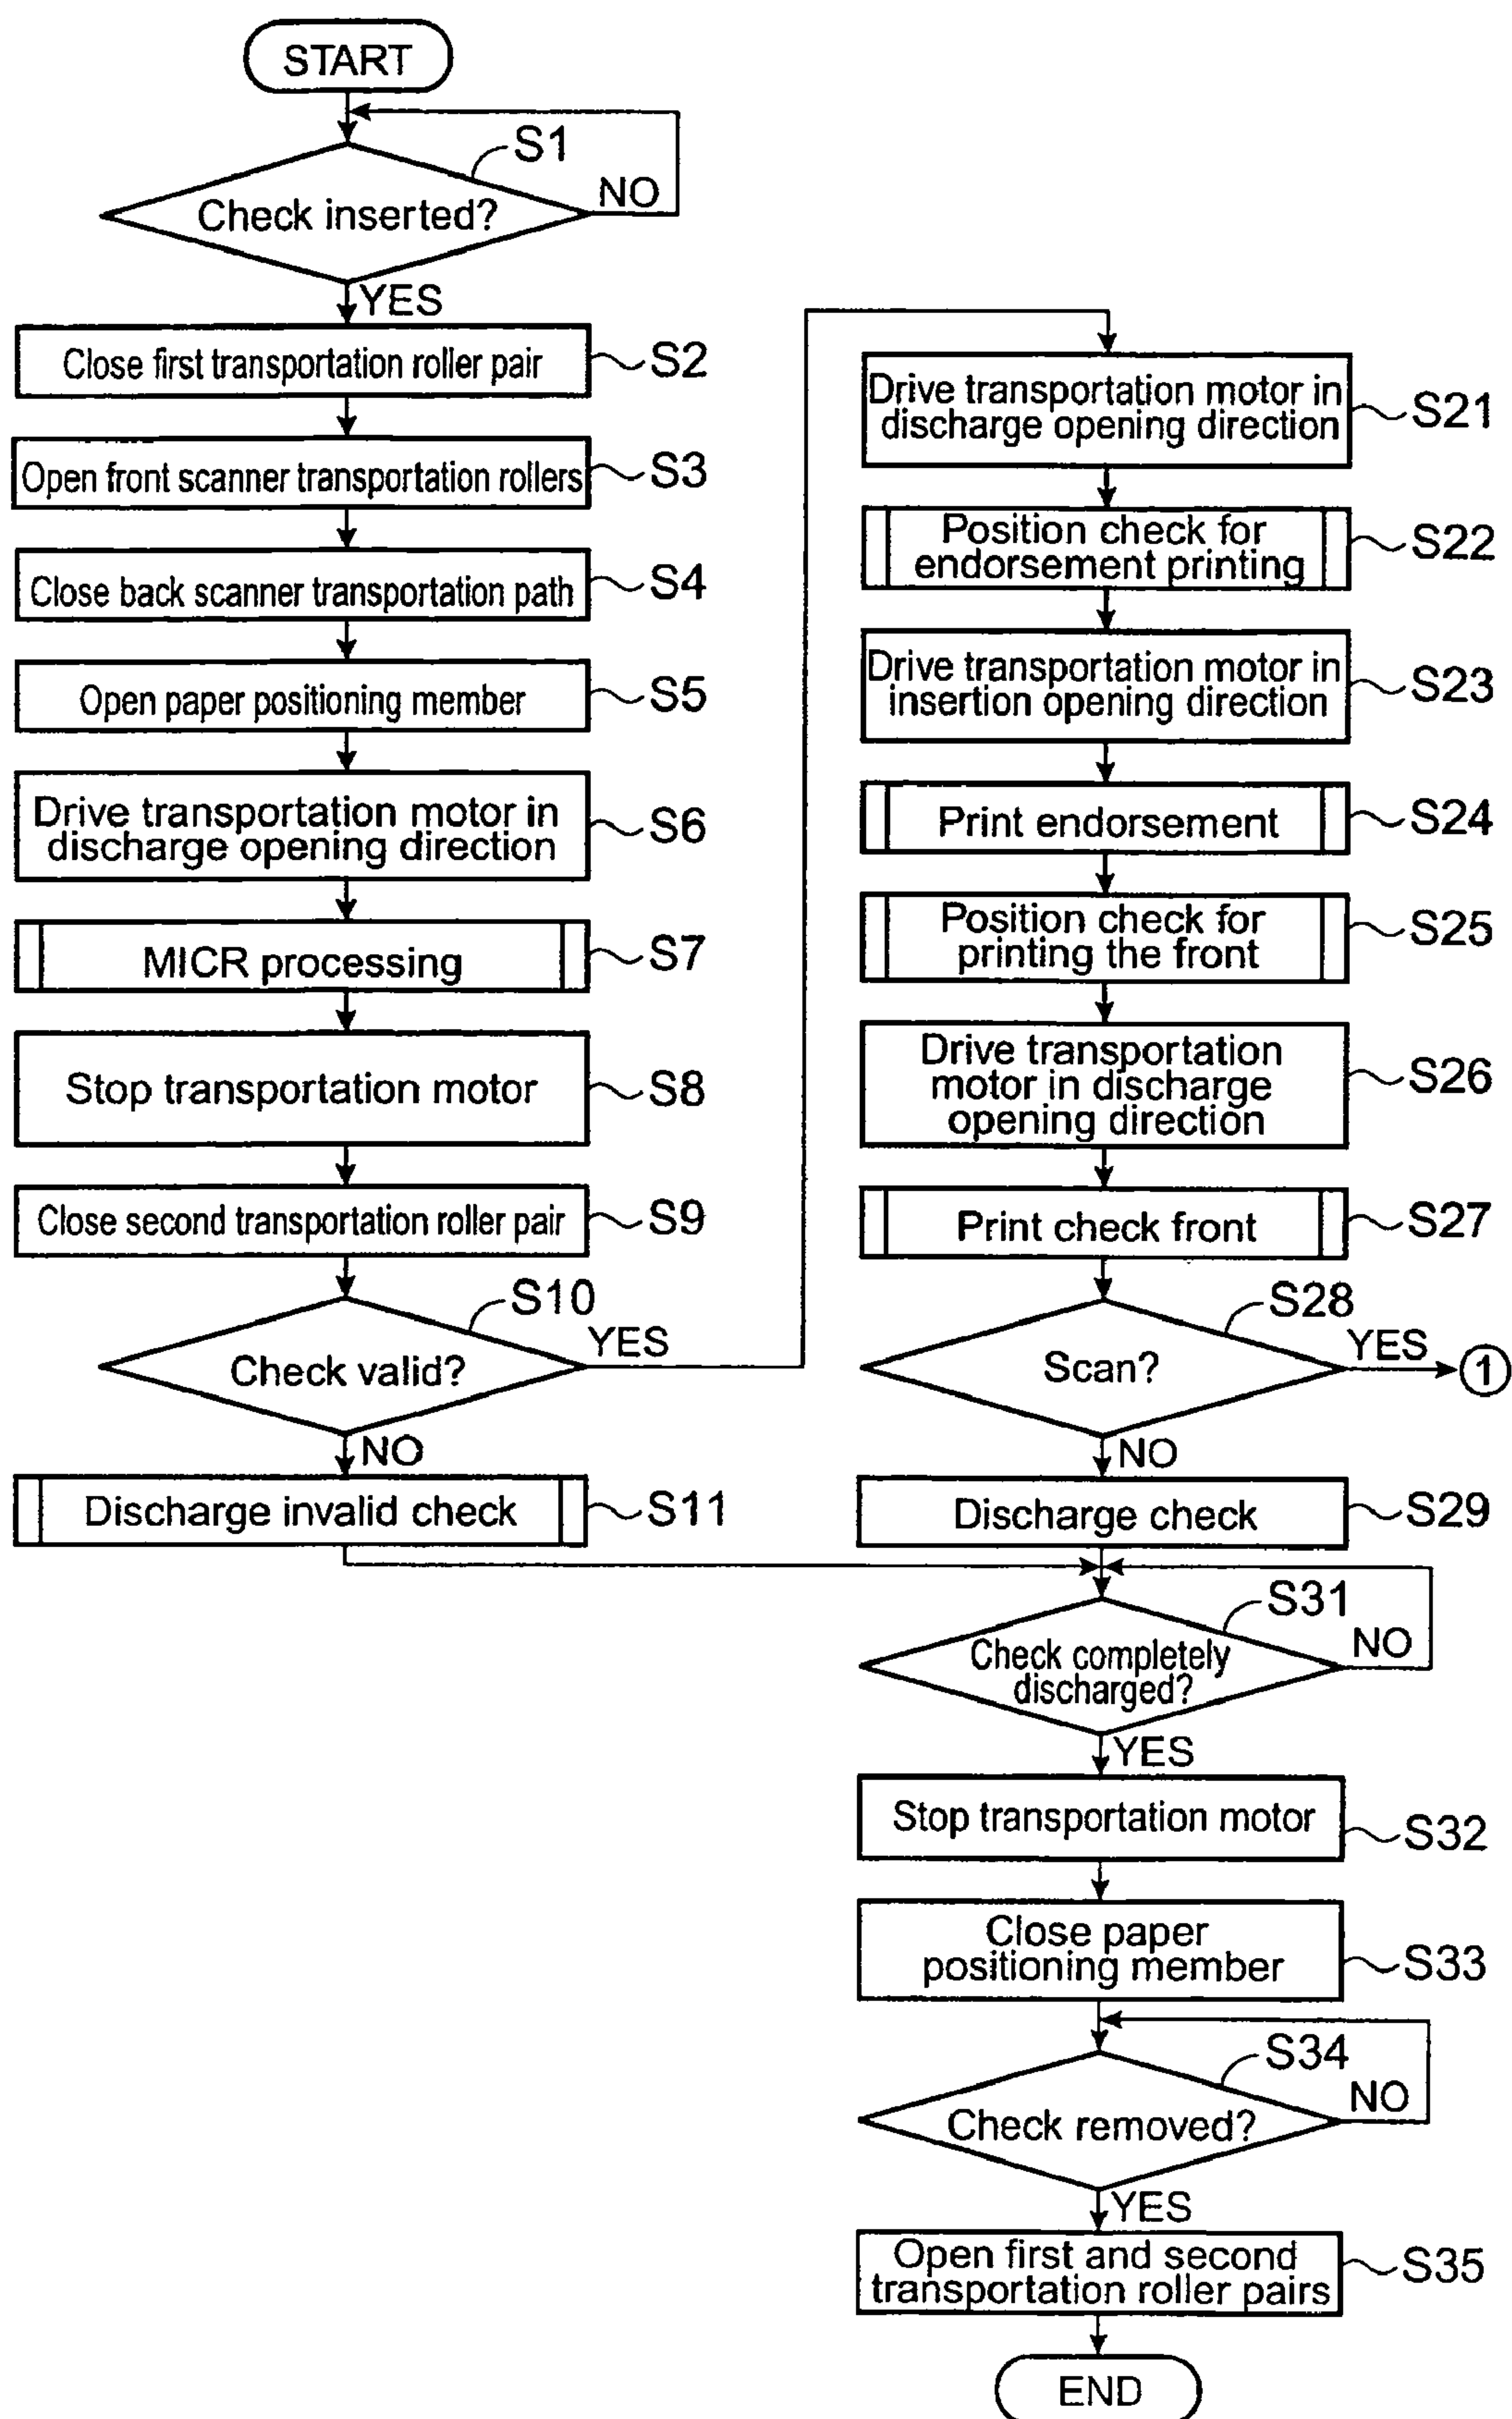 START
S1
NO
Check inserted?
YES
Close first transportation roller pair
S2
Open front scanner transportation rollers
S3
Close back scanner transportation path
S4
Open paper positioning member
S5
Drive transportation motor in
discharge opening direction
S6
MICR processing
S7
Stop transportation motor
S8
Close second transportation roller pair
S9
S10
YES
Check valid?
NO
Discharge invalid check
S11
Drive transportation motor in
discharge opening direction
S21
Position check for
endorsement printing
S22
Drive transportation motor in
insertion opening direction
S23
Print endorsement
S24
Position check for
printing the front
S25
Drive transportation
motor in discharge
opening direction
S26
Print check front
S27
S28
YES
Scan?
1
NO
Discharge check
S29
S31
NO
Check completely
discharged?
YES
Stop transportation motor
S32
Close paper
positioning member
S33
S34
NO
Check removed?
YES
Open first and second
transportation roller pairs
S35
END